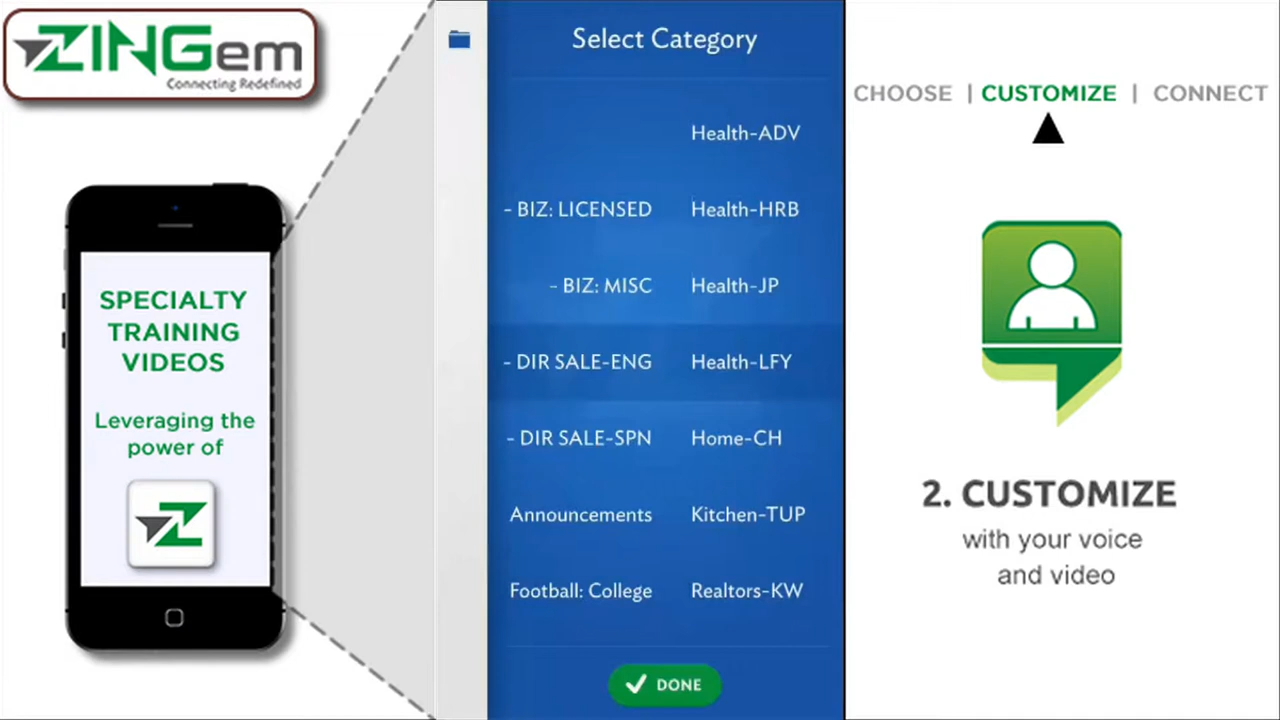 ZINGem
Connecting Redefined
SPECIALTY
TRAINING
VIDEOS
Leveraging the
power of
Select Category
Health-ADV
- BIZ: LICENSED Health-HRB
- BIZ: MISC Health-JP
- DIR SALE-ENG Health-LFY
- DIR SALE-SPN Home-CH
Announcements Kitchen-TUP
Football: College Realtors-KW
DONE
CHOOSE | CUSTOMIZE | CONNECT
2. CUSTOMIZE
with your voice
and video